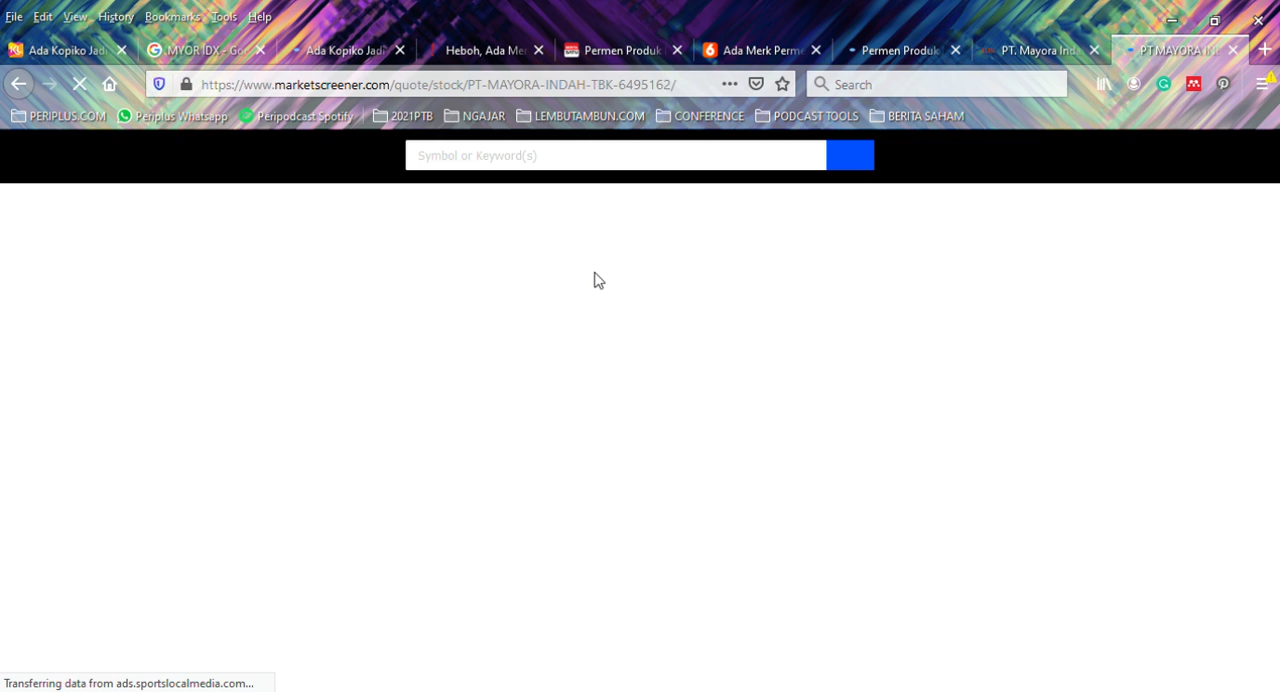 File Edit View History Bookmarks Tools Help
Ada Kopiko Jadi MYOR IDX - Goo Ada Kopiko Jadi Heboh, Ada Mer Permen Produk Ada Merk Perme Permen Produk PT. Mayora Ind PT MAYORA IN
https://www.marketscreener.com/quote/stock/PT-MAYORA-INDAH-TBK-6495162/ Search
PERIPLUS.COM Periplus Whatsapp Peripodcast Spotify 2021PTB NGAJAR LEMBUTAMBUN.COM CONFERENCE PODCAST TOOLS BERITA SAHAM
Symbol or Keyword(s)
Transferring data from ads.sportslocalmedia.com...